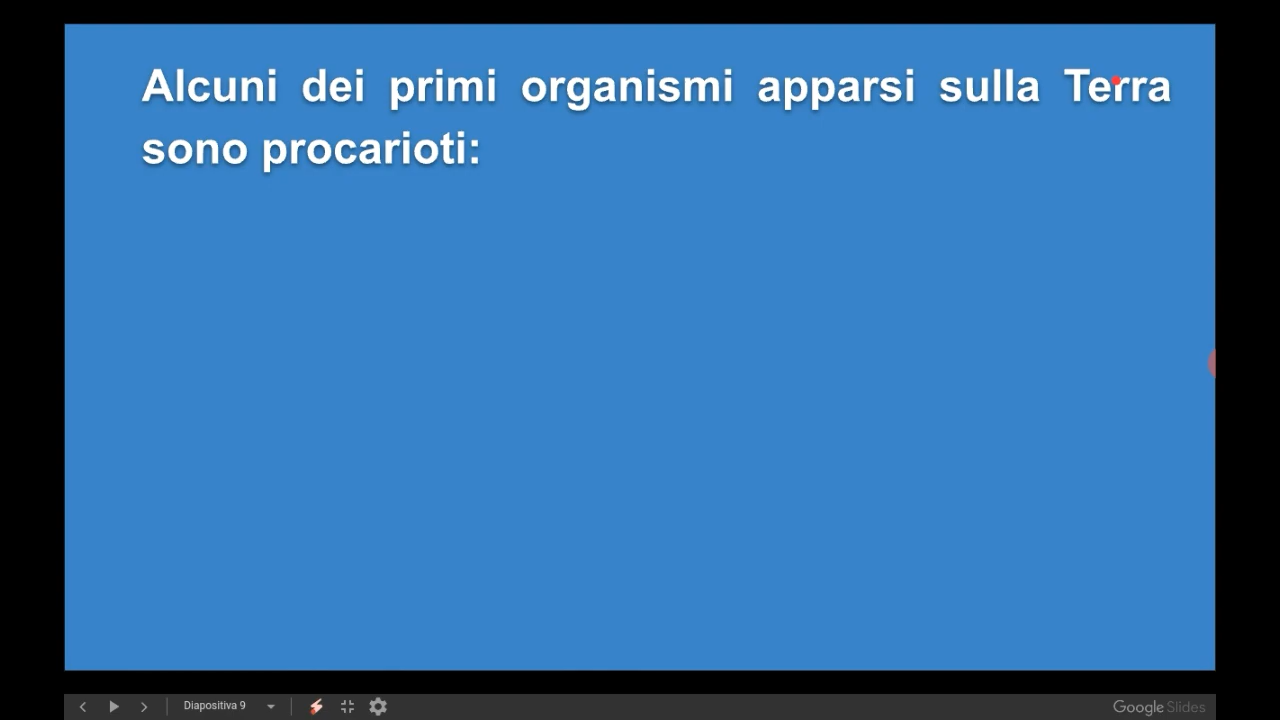 Alcuni dei primi organismi apparsi sulla Terra
sono procarioti:
Diapositiva 9
Google Slides